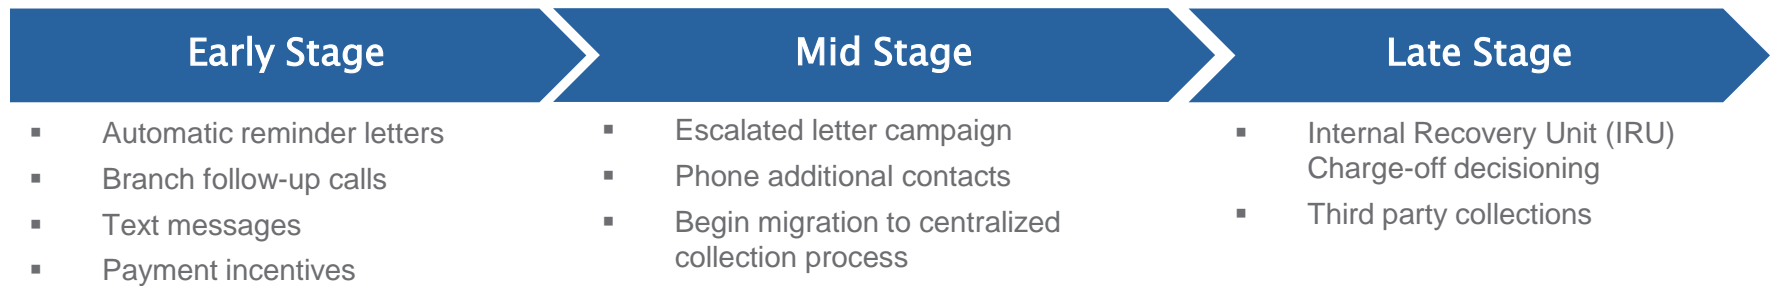 Early Stage
Mid Stage
Late Stage
▪ Automatic reminder letters
▪ Branch follow-up calls
▪ Text messages
▪ Payment incentives
▪ Escalated letter campaign
▪ Phone additional contacts
▪ Begin migration to centralized
collection process
▪ Internal Recovery Unit (IRU)
Charge-off decisioning
▪ Third party collections